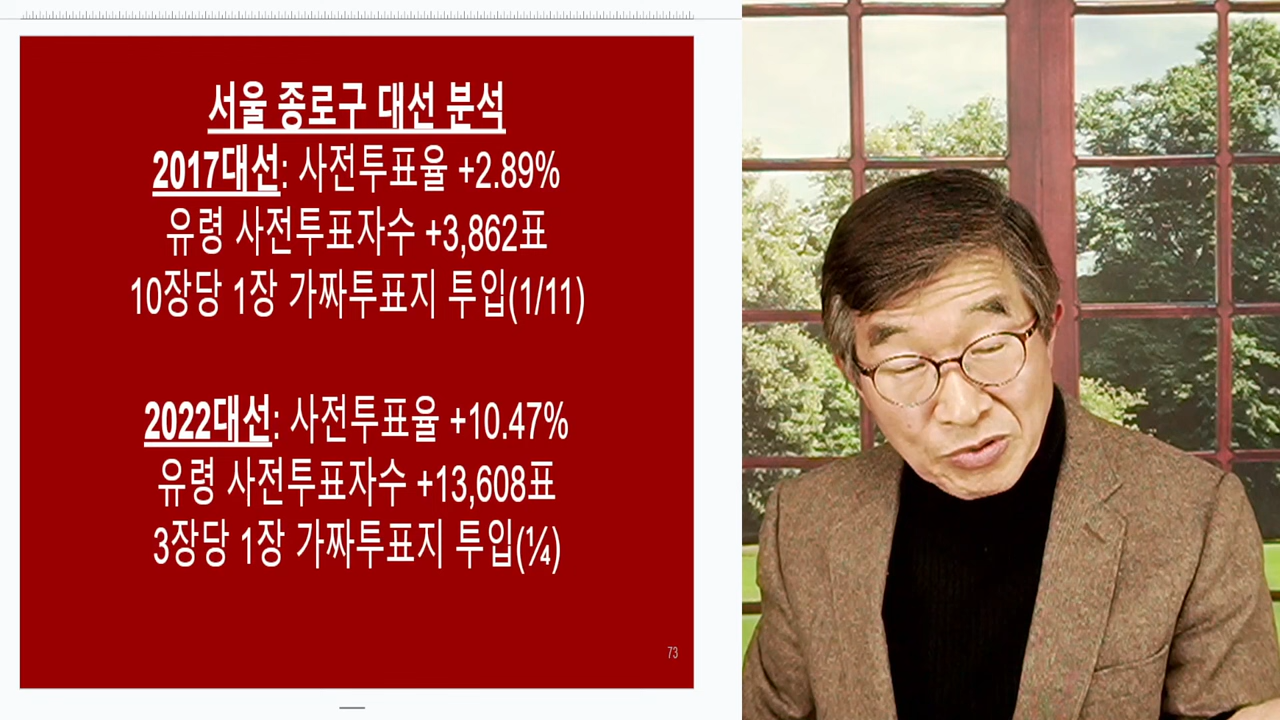 서울 종로구 대선 분석
2017대선: 사전투표율 +2.89%
유령 사전투표자수 +3,862표
10장당 1장 가짜투표지 투입(1/11)
2022대선: 사전투표율 +10.47%
유령 사전투표자수 +13,608표
3장당 1장 가짜투표지 투입(¼)
73